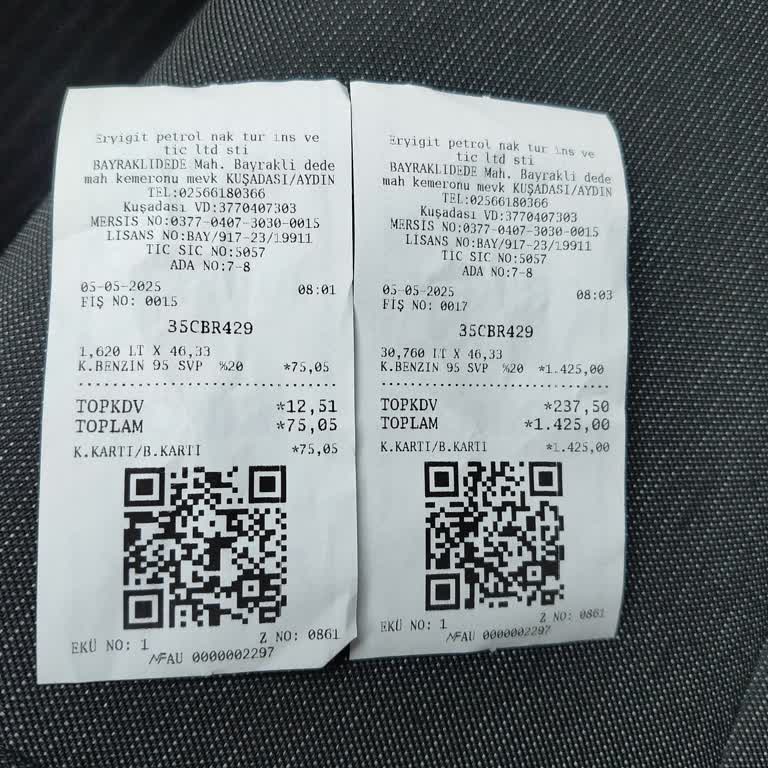 Eryigit petrol nak tur ins ve
tic ltd sti
BAYRAKLIDEDE Mah. Bayrakli dede
mah kemeronu mevk KUŞADASI/AYDIN
TEL:02566180366
Kuşadası VD:3770407303
MERSIS NO:0377-0407-3030-0015
LISANS NO:BAY/917-23/19911
TIC SIC NO:5057
ADA NO:7-8
05-05-2025 08:01
FİŞ NO: 0015
35CBR429
1,620 LT X 46,33
K.BENZIN 95 SVP %20 *75,05
TOPKDV *12,51
TOPLAM *75,05
K.KARTI/B.KARTI *75,05
EKÜ NO: 1 Z NO: 0861
MFAU 0000002297
Eryigit petrol nak tur ins ve
tic ltd sti
BAYRAKLIDEDE Mah. Bayrakli dede
mah kemeronu mevk KUŞADASI/AYDIN
TEL:02566180366
Kuşadası VD:3770407303
MERSIS NO:0377-0407-3030-0015
LISANS NO:BAY/917-23/19911
TIC SIC NO:5057
ADA NO:7-8
05-05-2025 08:03
FİŞ NO: 0017
35CBR429
30,760 LT X 46,33
K.BENZIN 95 SVP %20 *1.425,00
TOPKDV *237,50
TOPLAM *1.425,00
K.KARTI/B.KARTI *1.425,00
EKÜ NO: 1 Z NO: 0861
MFAU 0000002297